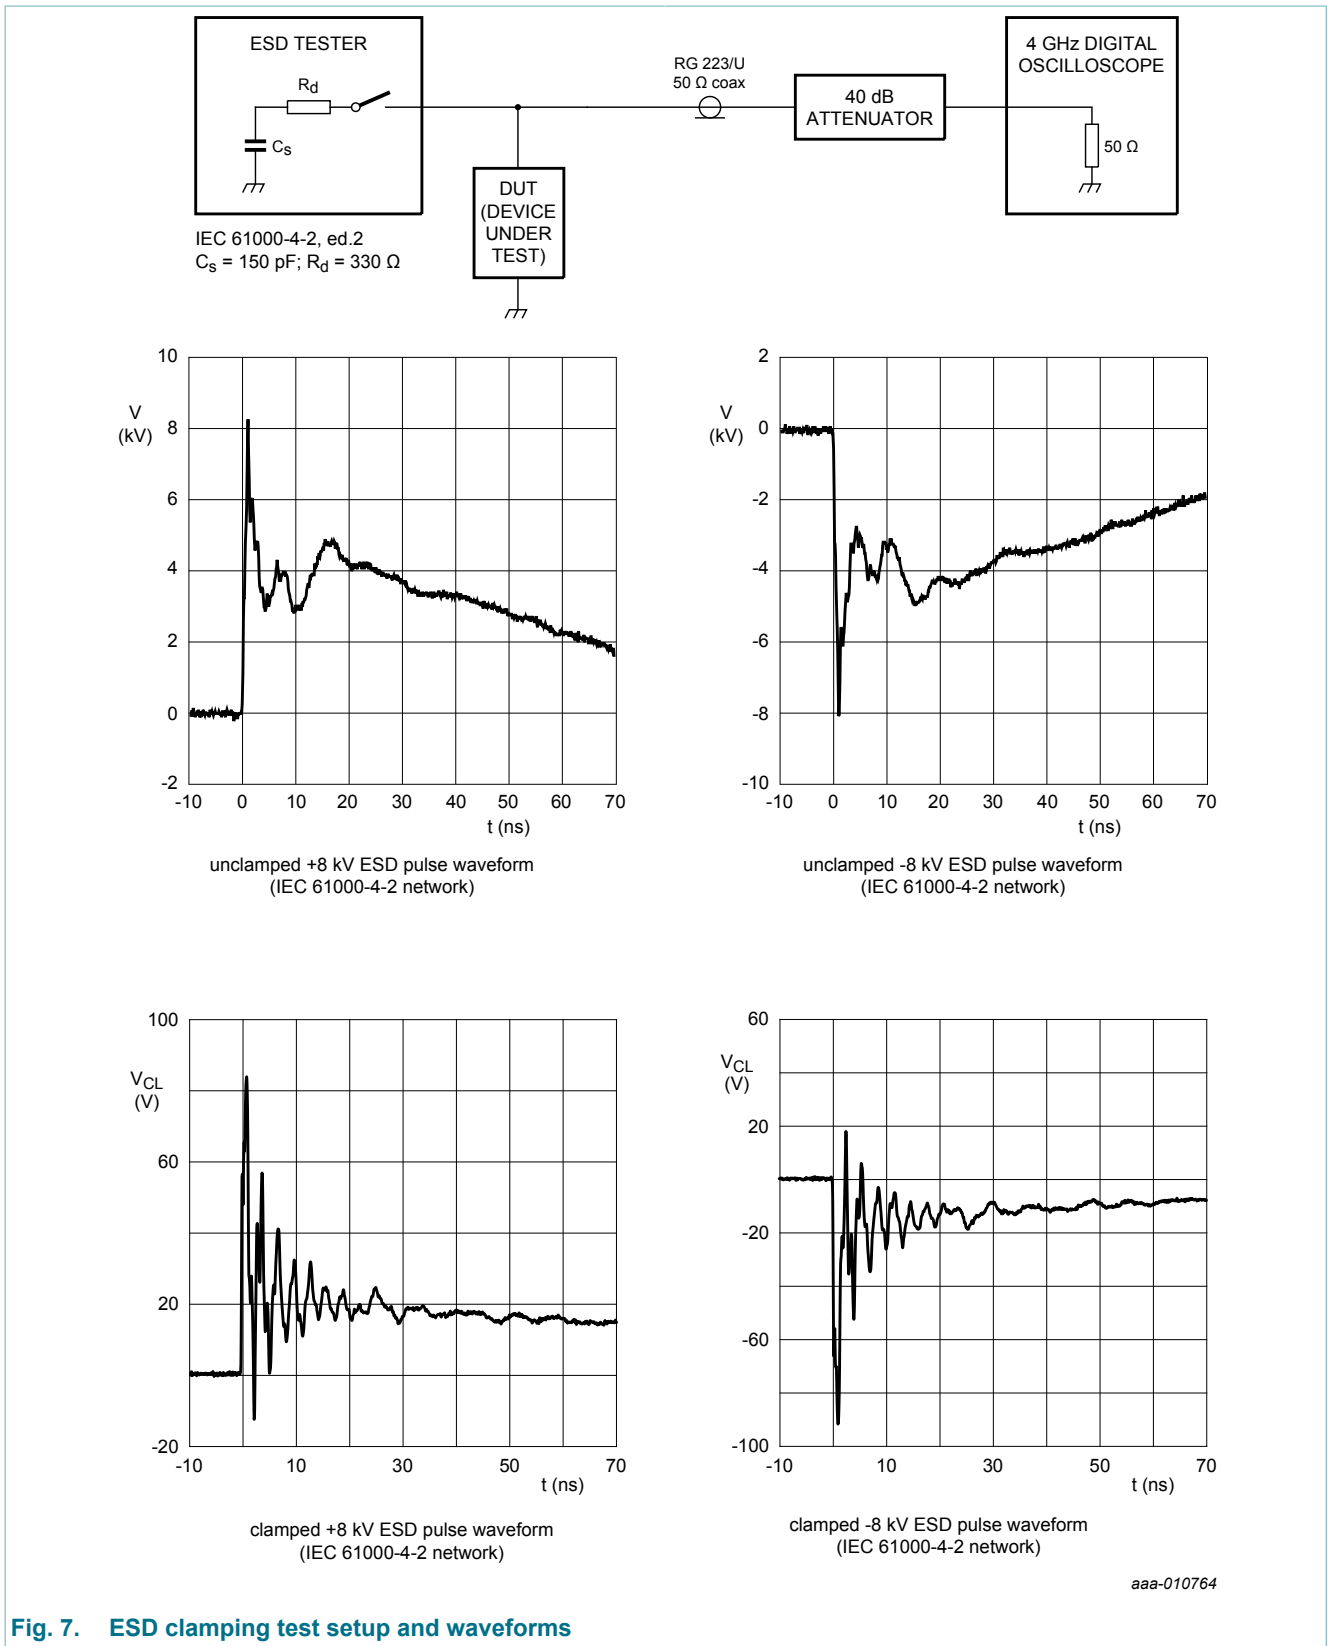 ESD TESTER
Rd
Cs
IEC 61000-4-2, ed.2
Cs = 150 pF; Rd = 330 Ω
DUT
(DEVICE
UNDER
TEST)
RG 223/U
50 Ω coax
40 dB
ATTENUATOR
4 GHz DIGITAL
OSCILLOSCOPE
50 Ω
10
8
6
4
2
0
-2
V
(kV)
-10 0 10 20 30 40 50 60 70
t (ns)
unclamped +8 kV ESD pulse waveform
(IEC 61000-4-2 network)
2
0
-2
-4
-6
-8
-10
V
(kV)
-10 0 10 20 30 40 50 60 70
t (ns)
unclamped -8 kV ESD pulse waveform
(IEC 61000-4-2 network)
100
60
20
-20
VCL
(V)
-10 10 30 50 70
t (ns)
clamped +8 kV ESD pulse waveform
(IEC 61000-4-2 network)
60
20
-20
-60
-100
VCL
(V)
-10 10 30 50 70
t (ns)
clamped -8 kV ESD pulse waveform
(IEC 61000-4-2 network)
aaa-010764
Fig. 7. ESD clamping test setup and waveforms